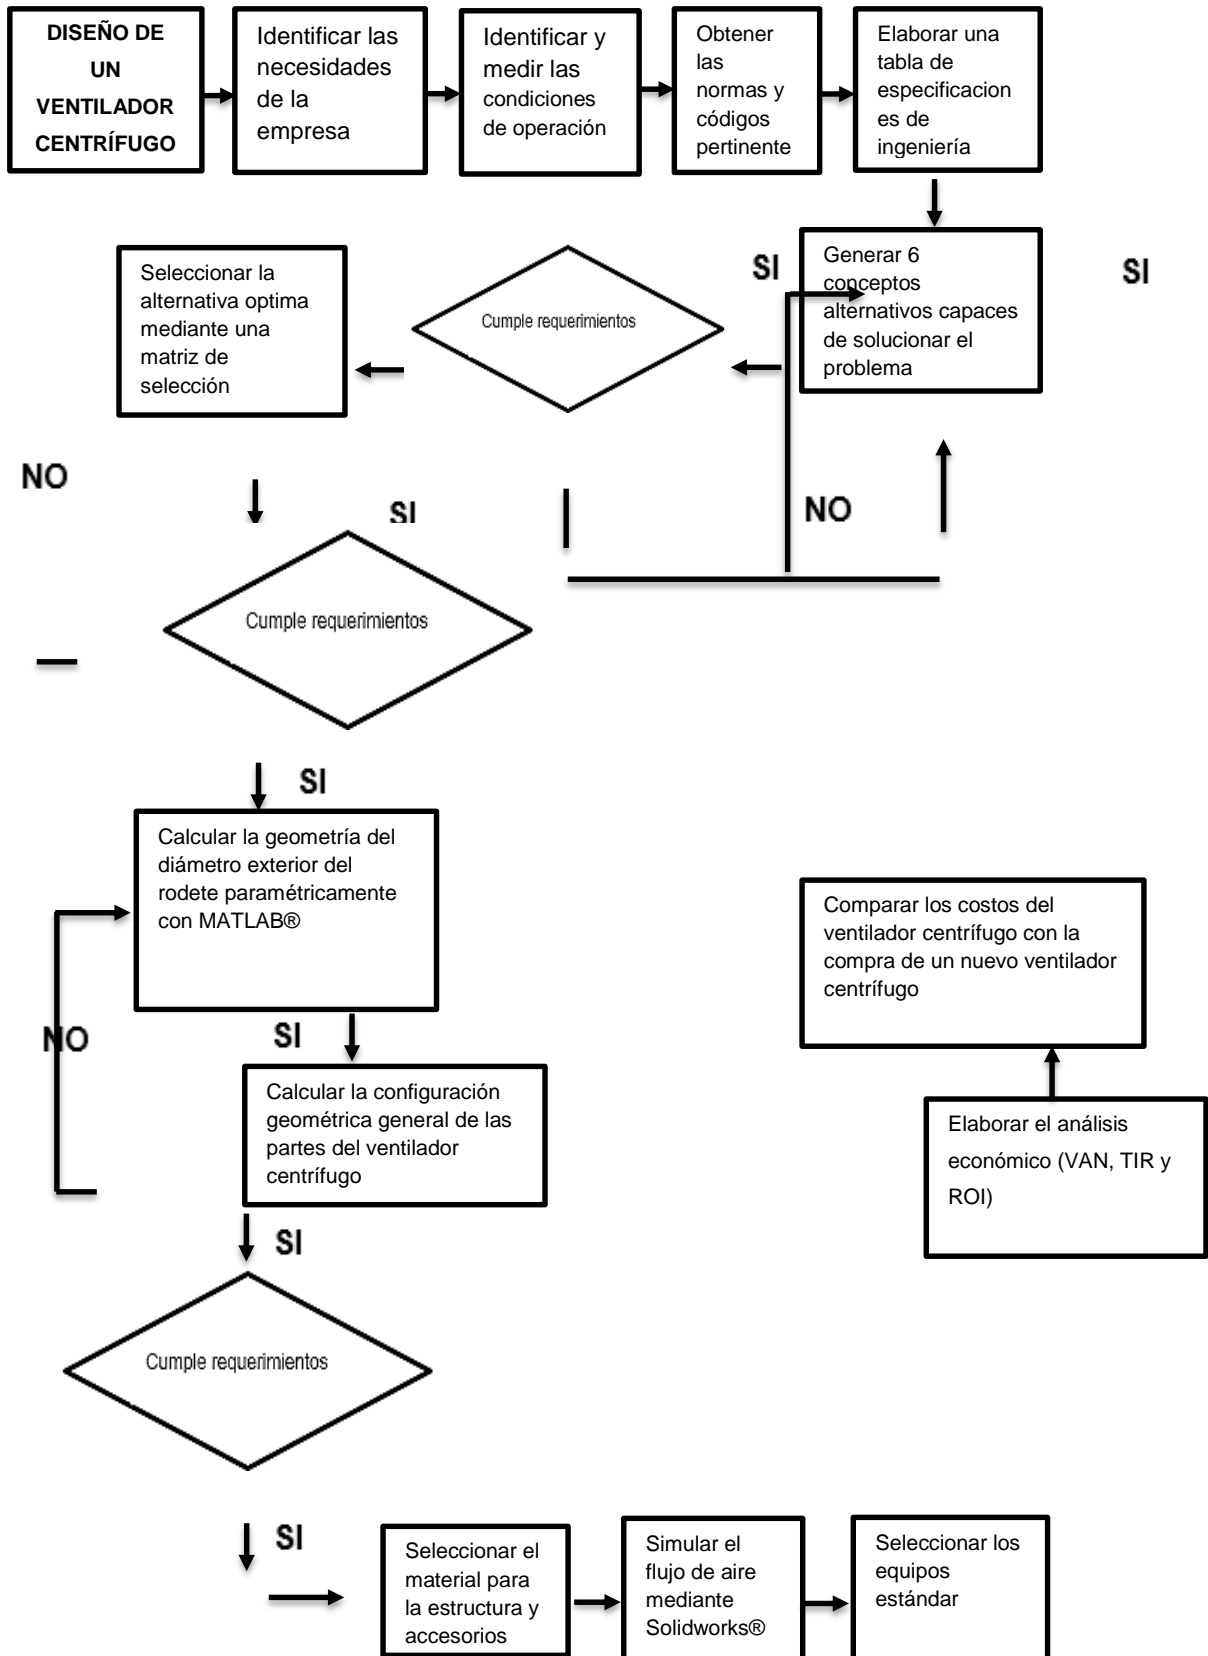 DISEÑO DE
UN
VENTILADOR
CENTRÍFUGO
Identificar las
necesidades
de la
empresa
Identificar y
medir las
condiciones
de operación
Obtener
las
normas y
códigos
pertinente
Elaborar una
tabla de
especificacion
es de
ingeniería
Seleccionar la
alternativa optima
mediante una
matriz de
selección
Cumple requerimientos
SI
Generar 6
conceptos
alternativos capaces
de solucionar el
problema
SI
NO
SI
NO
Cumple requerimientos
SI
Calcular la geometría del
diámetro exterior del
rodete paramétricamente
con MATLAB®
Comparar los costos del
ventilador centrífugo con la
compra de un nuevo ventilador
centrífugo
NO
SI
Calcular la configuración
geométrica general de las
partes del ventilador
centrífugo
Elaborar el análisis
económico (VAN, TIR y
ROI)
SI
Cumple requerimientos
SI
Seleccionar el
material para
la estructura y
accesorios
Simular el
flujo de aire
mediante
Solidworks®
Seleccionar los
equipos
estándar